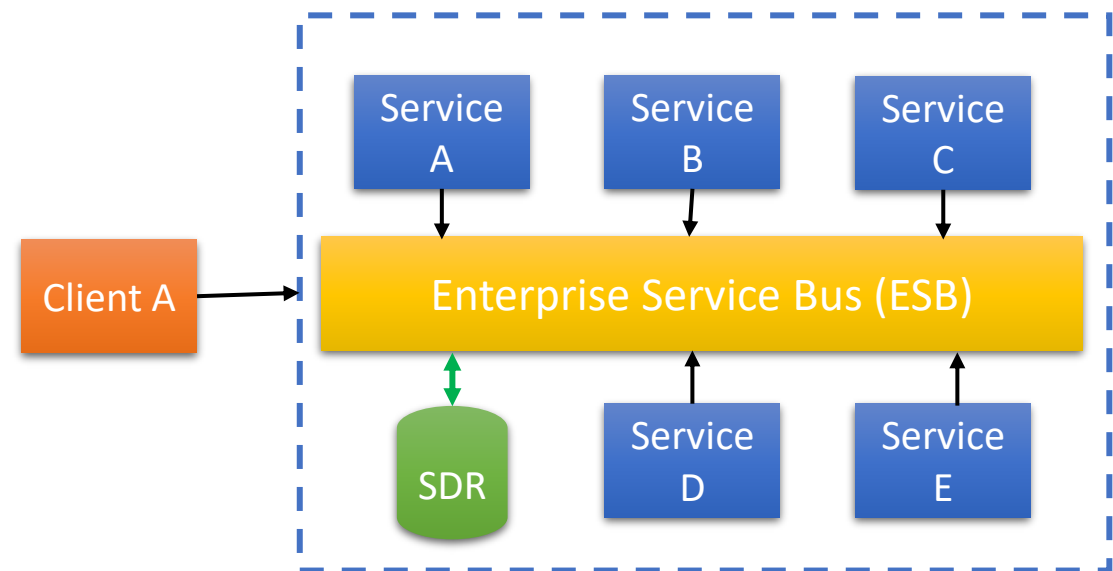 Service
A
Service
B
Service
C
Client A
Enterprise Service Bus (ESB)
SDR
Service
D
Service
E